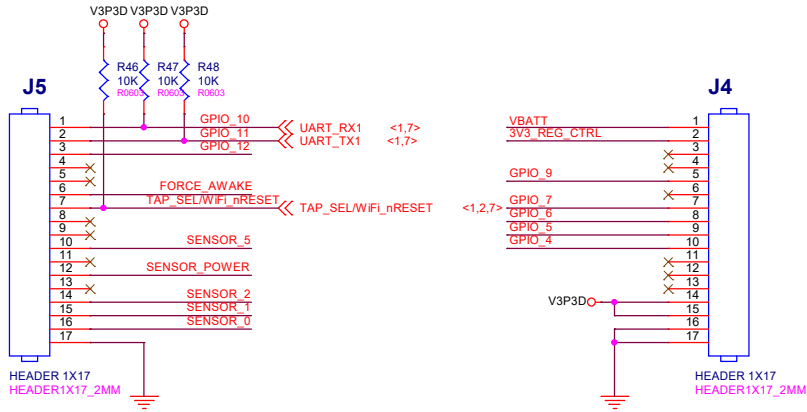 V3P3D V3P3D V3P3D
R46 R47 R48
10K 10K 10K
R0603 R0603 R0603
J5
1 GPIO_10 UART_RX1 <1,7>
2 GPIO_11 UART_TX1 <1,7>
3 GPIO_12
4
5
6 FORCE_AWAKE
7 TAP_SEL/WiFi_nRESET TAP_SEL/WiFi_nRESET <1,2,7>
8
9
10 SENSOR_5
11
12 SENSOR_POWER
13
14 SENSOR_2
15 SENSOR_1
16 SENSOR_0
17
HEADER 1X17
HEADER1X17_2MM
J4
VBATT 1
3V3_REG_CTRL 2
3
4
GPIO_9 5
6
GPIO_7 7
GPIO_6 8
GPIO_5 9
GPIO_4 10
11
12
13
V3P3D 14
15
16
17
HEADER 1X17
HEADER1X17_2MM